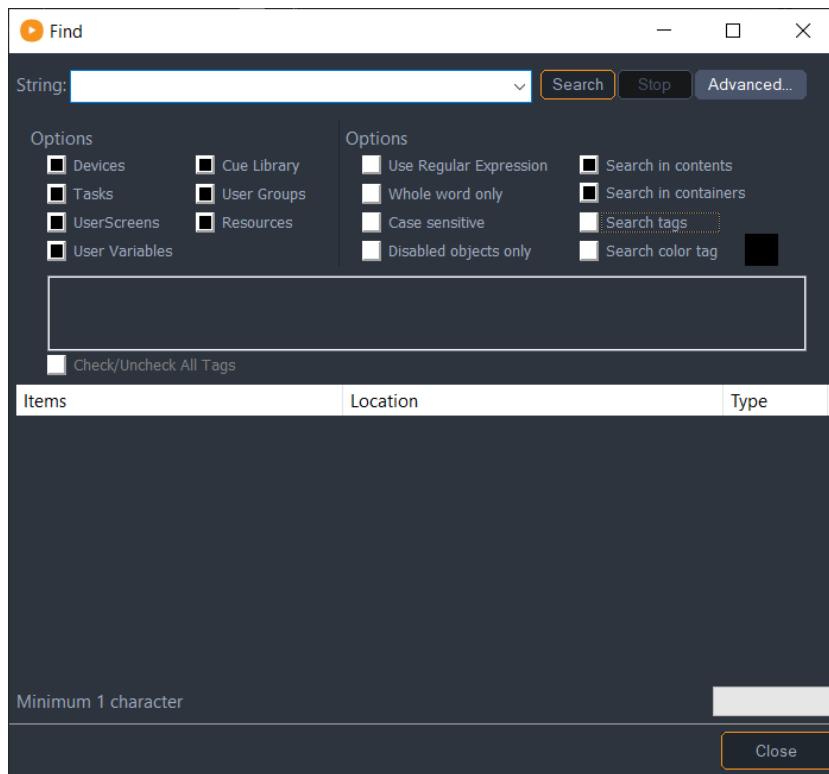 Find
String:
Search
Stop
Advanced...
Options
Devices
Cue Library
Tasks
User Groups
UserScreens
Resources
User Variables
Options
Use Regular Expression
Search in contents
Whole word only
Search in containers
Case sensitive
Search tags
Disabled objects only
Search color tag
Check/Uncheck All Tags
Items Location Type
Minimum 1 character
Close